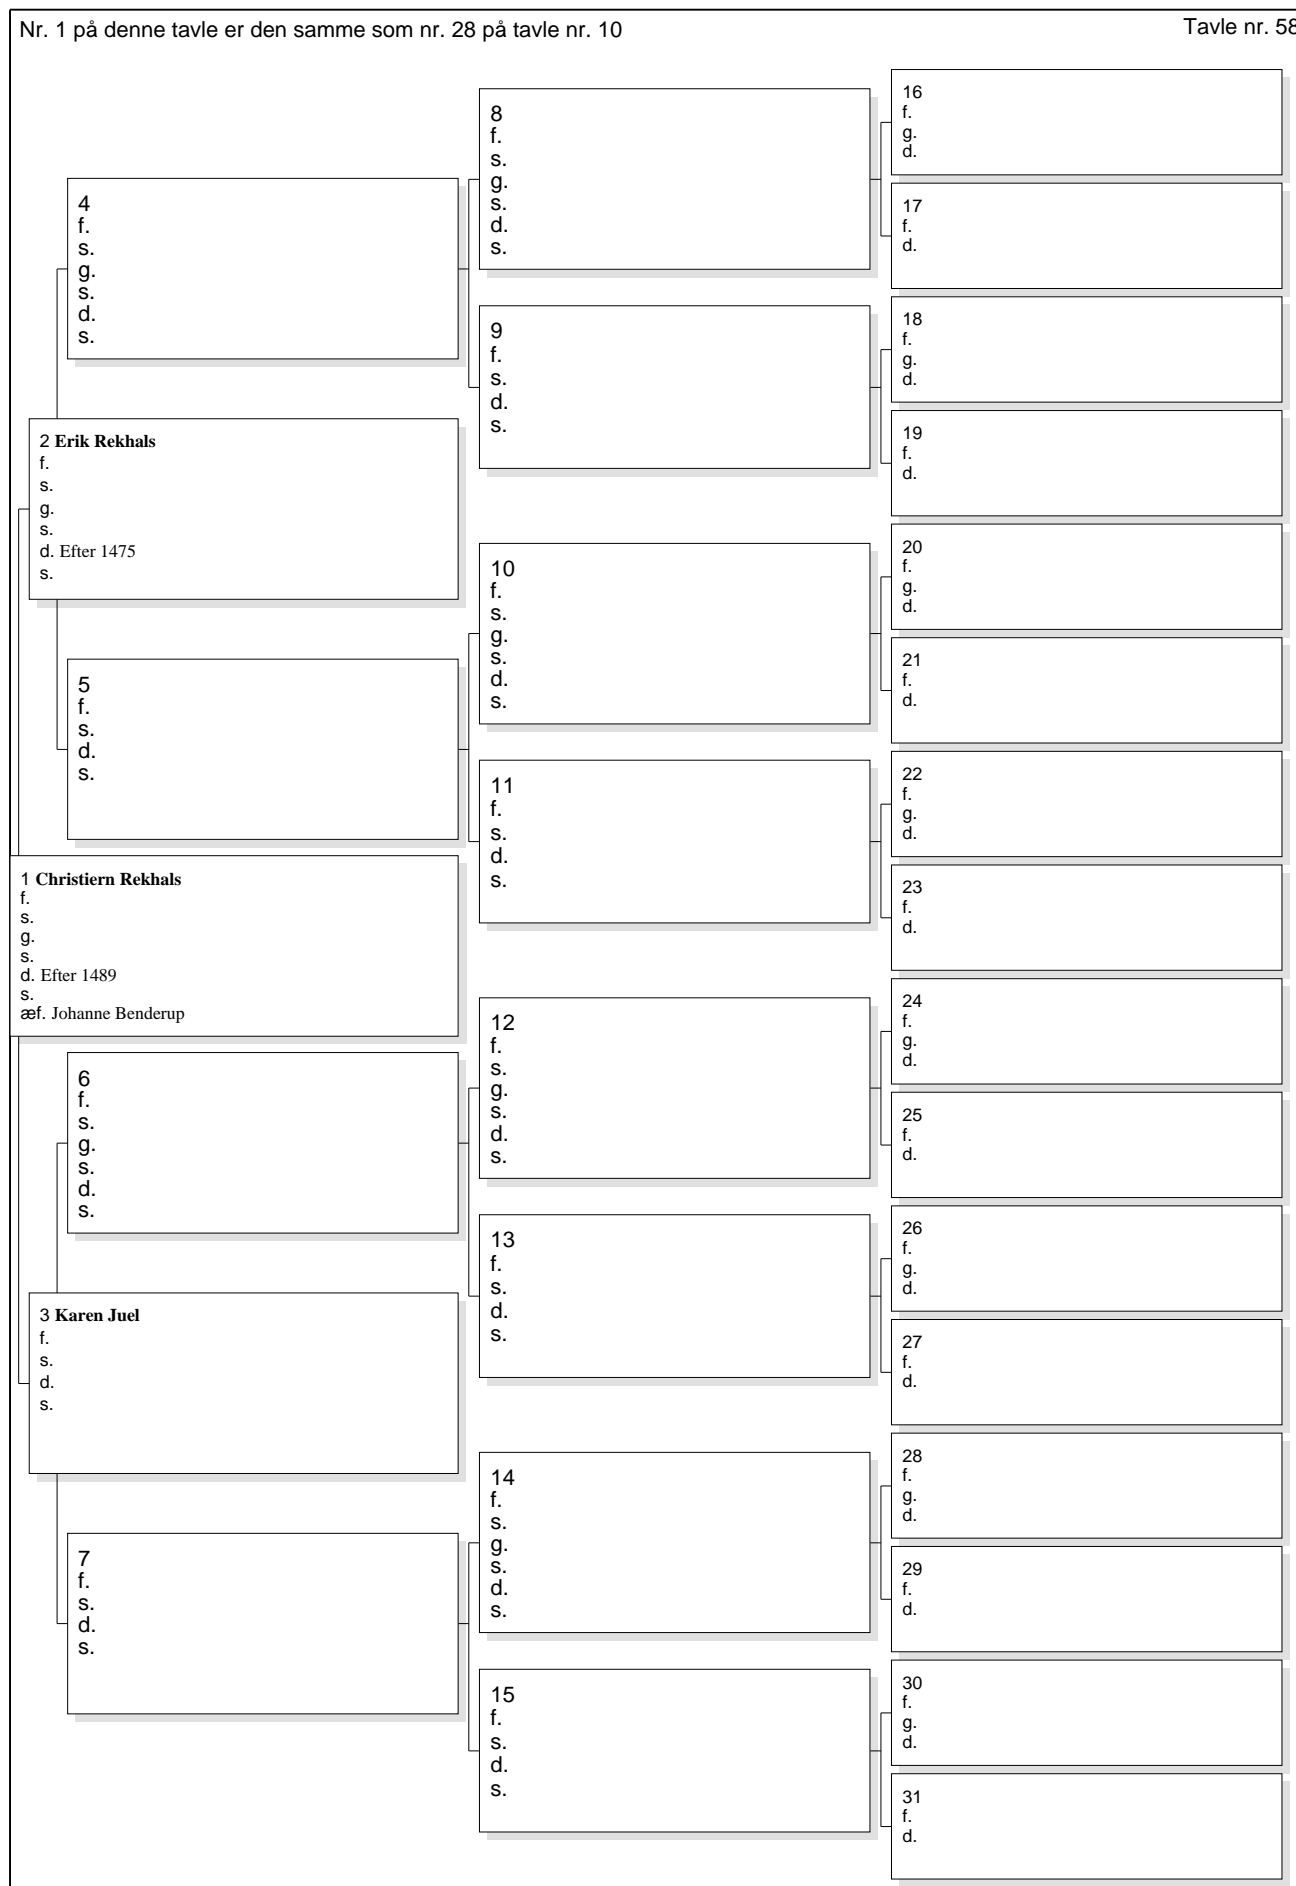 Nr. 1 på denne tavle er den samme som nr. 28 på tavle nr. 10
Tavle nr. 58
4
f.
s.
g.
s.
d.
s.
2 Erik Rekhals
f.
s.
g.
s.
d. Efter 1475
s.
5
f.
s.
d.
s.
1 Christiern Rekhals
f.
s.
g.
s.
d. Efter 1489
s.
æf. Johanne Benderup
6
f.
s.
g.
s.
d.
s.
3 Karen Juel
f.
s.
d.
s.
7
f.
s.
d.
s.
8
f.
s.
g.
s.
d.
s.
9
f.
s.
d.
s.
10
f.
s.
g.
s.
d.
s.
11
f.
s.
d.
s.
12
f.
s.
g.
s.
d.
s.
13
f.
s.
d.
s.
14
f.
s.
g.
s.
d.
s.
15
f.
s.
d.
s.
16
f.
g.
d.
17
f.
d.
18
f.
g.
d.
19
f.
d.
20
f.
g.
d.
21
f.
d.
22
f.
g.
d.
23
f.
d.
24
f.
g.
d.
25
f.
d.
26
f.
g.
d.
27
f.
d.
28
f.
g.
d.
29
f.
d.
30
f.
g.
d.
31
f.
d.